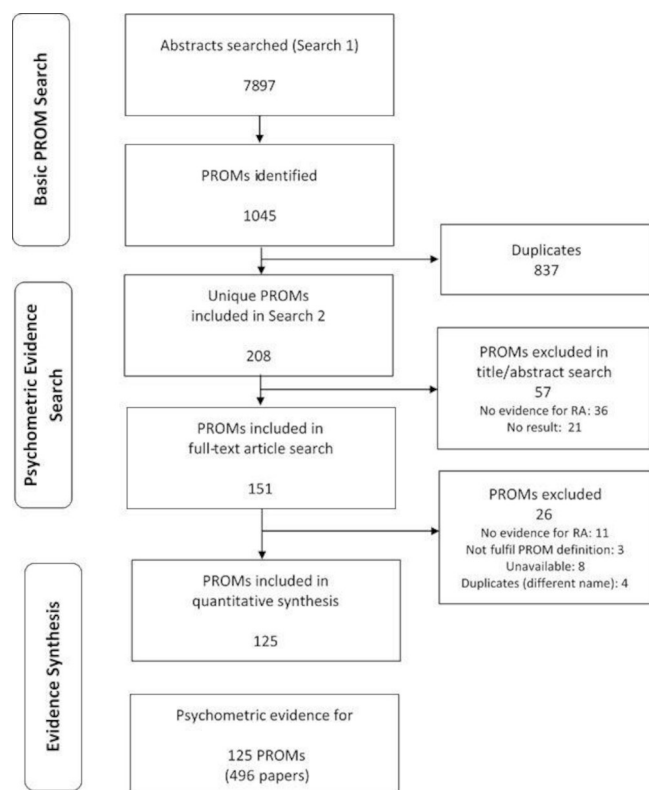 Basic PROM Search
Abstracts searched (Search 1)
7897
PROMs identified
1045
Duplicates
837
Psychometric Evidence
Search
Unique PROMs
included in Search 2
208
PROMs excluded in
title/abstract search
57
No evidence for RA: 36
No result: 21
PROMs included in
full-text article search
151
PROMs excluded
26
No evidence for RA: 11
Not fulfil PROM definition: 3
Unavailable: 8
Duplicates (different name): 4
Evidence Synthesis
PROMs included in
quantitative synthesis
125
Psychometric evidence for
125 PROMs
(496 papers)